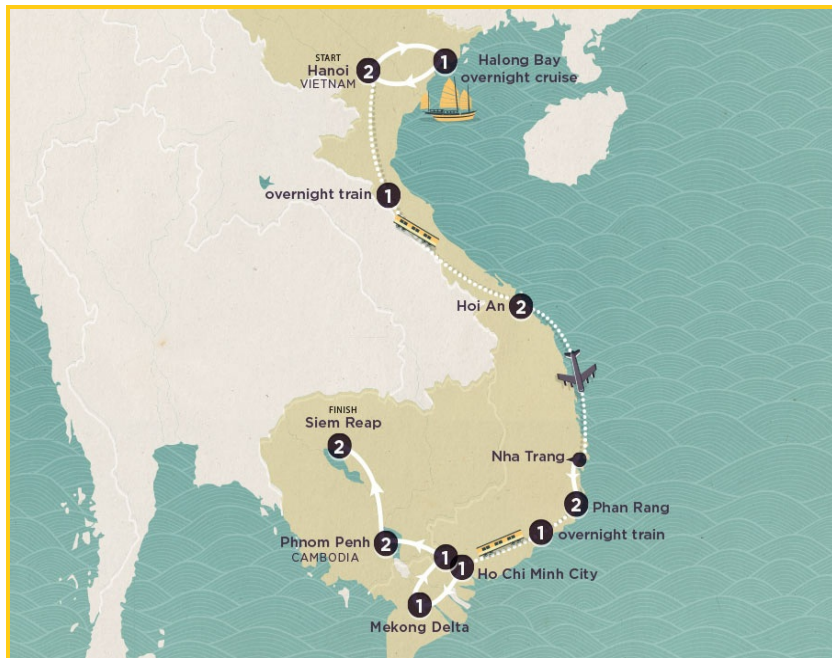 START
Hanoi
VIETNAM
2
1
Halong Bay
overnight cruise
overnight train
1
Hoi An
2
FINISH
Siem Reap
2
Nha Trang
2
Phan Rang
1
overnight train
Phnom Penh
CAMBODIA
2
1
1
Ho Chi Minh City
1
Mekong Delta